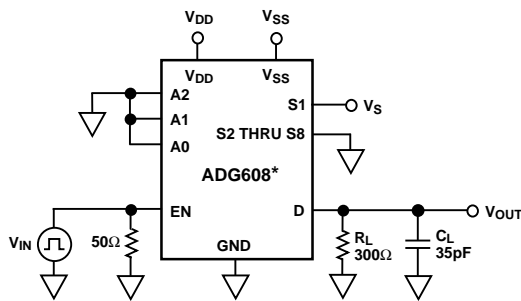 VDD
VSS
VDD
VSS
A2
A1
A0
S1
VS
S2 THRU S8
ADG608*
EN
D
VOUT
VIN
50Ω
GND
RL
300Ω
CL
35pF